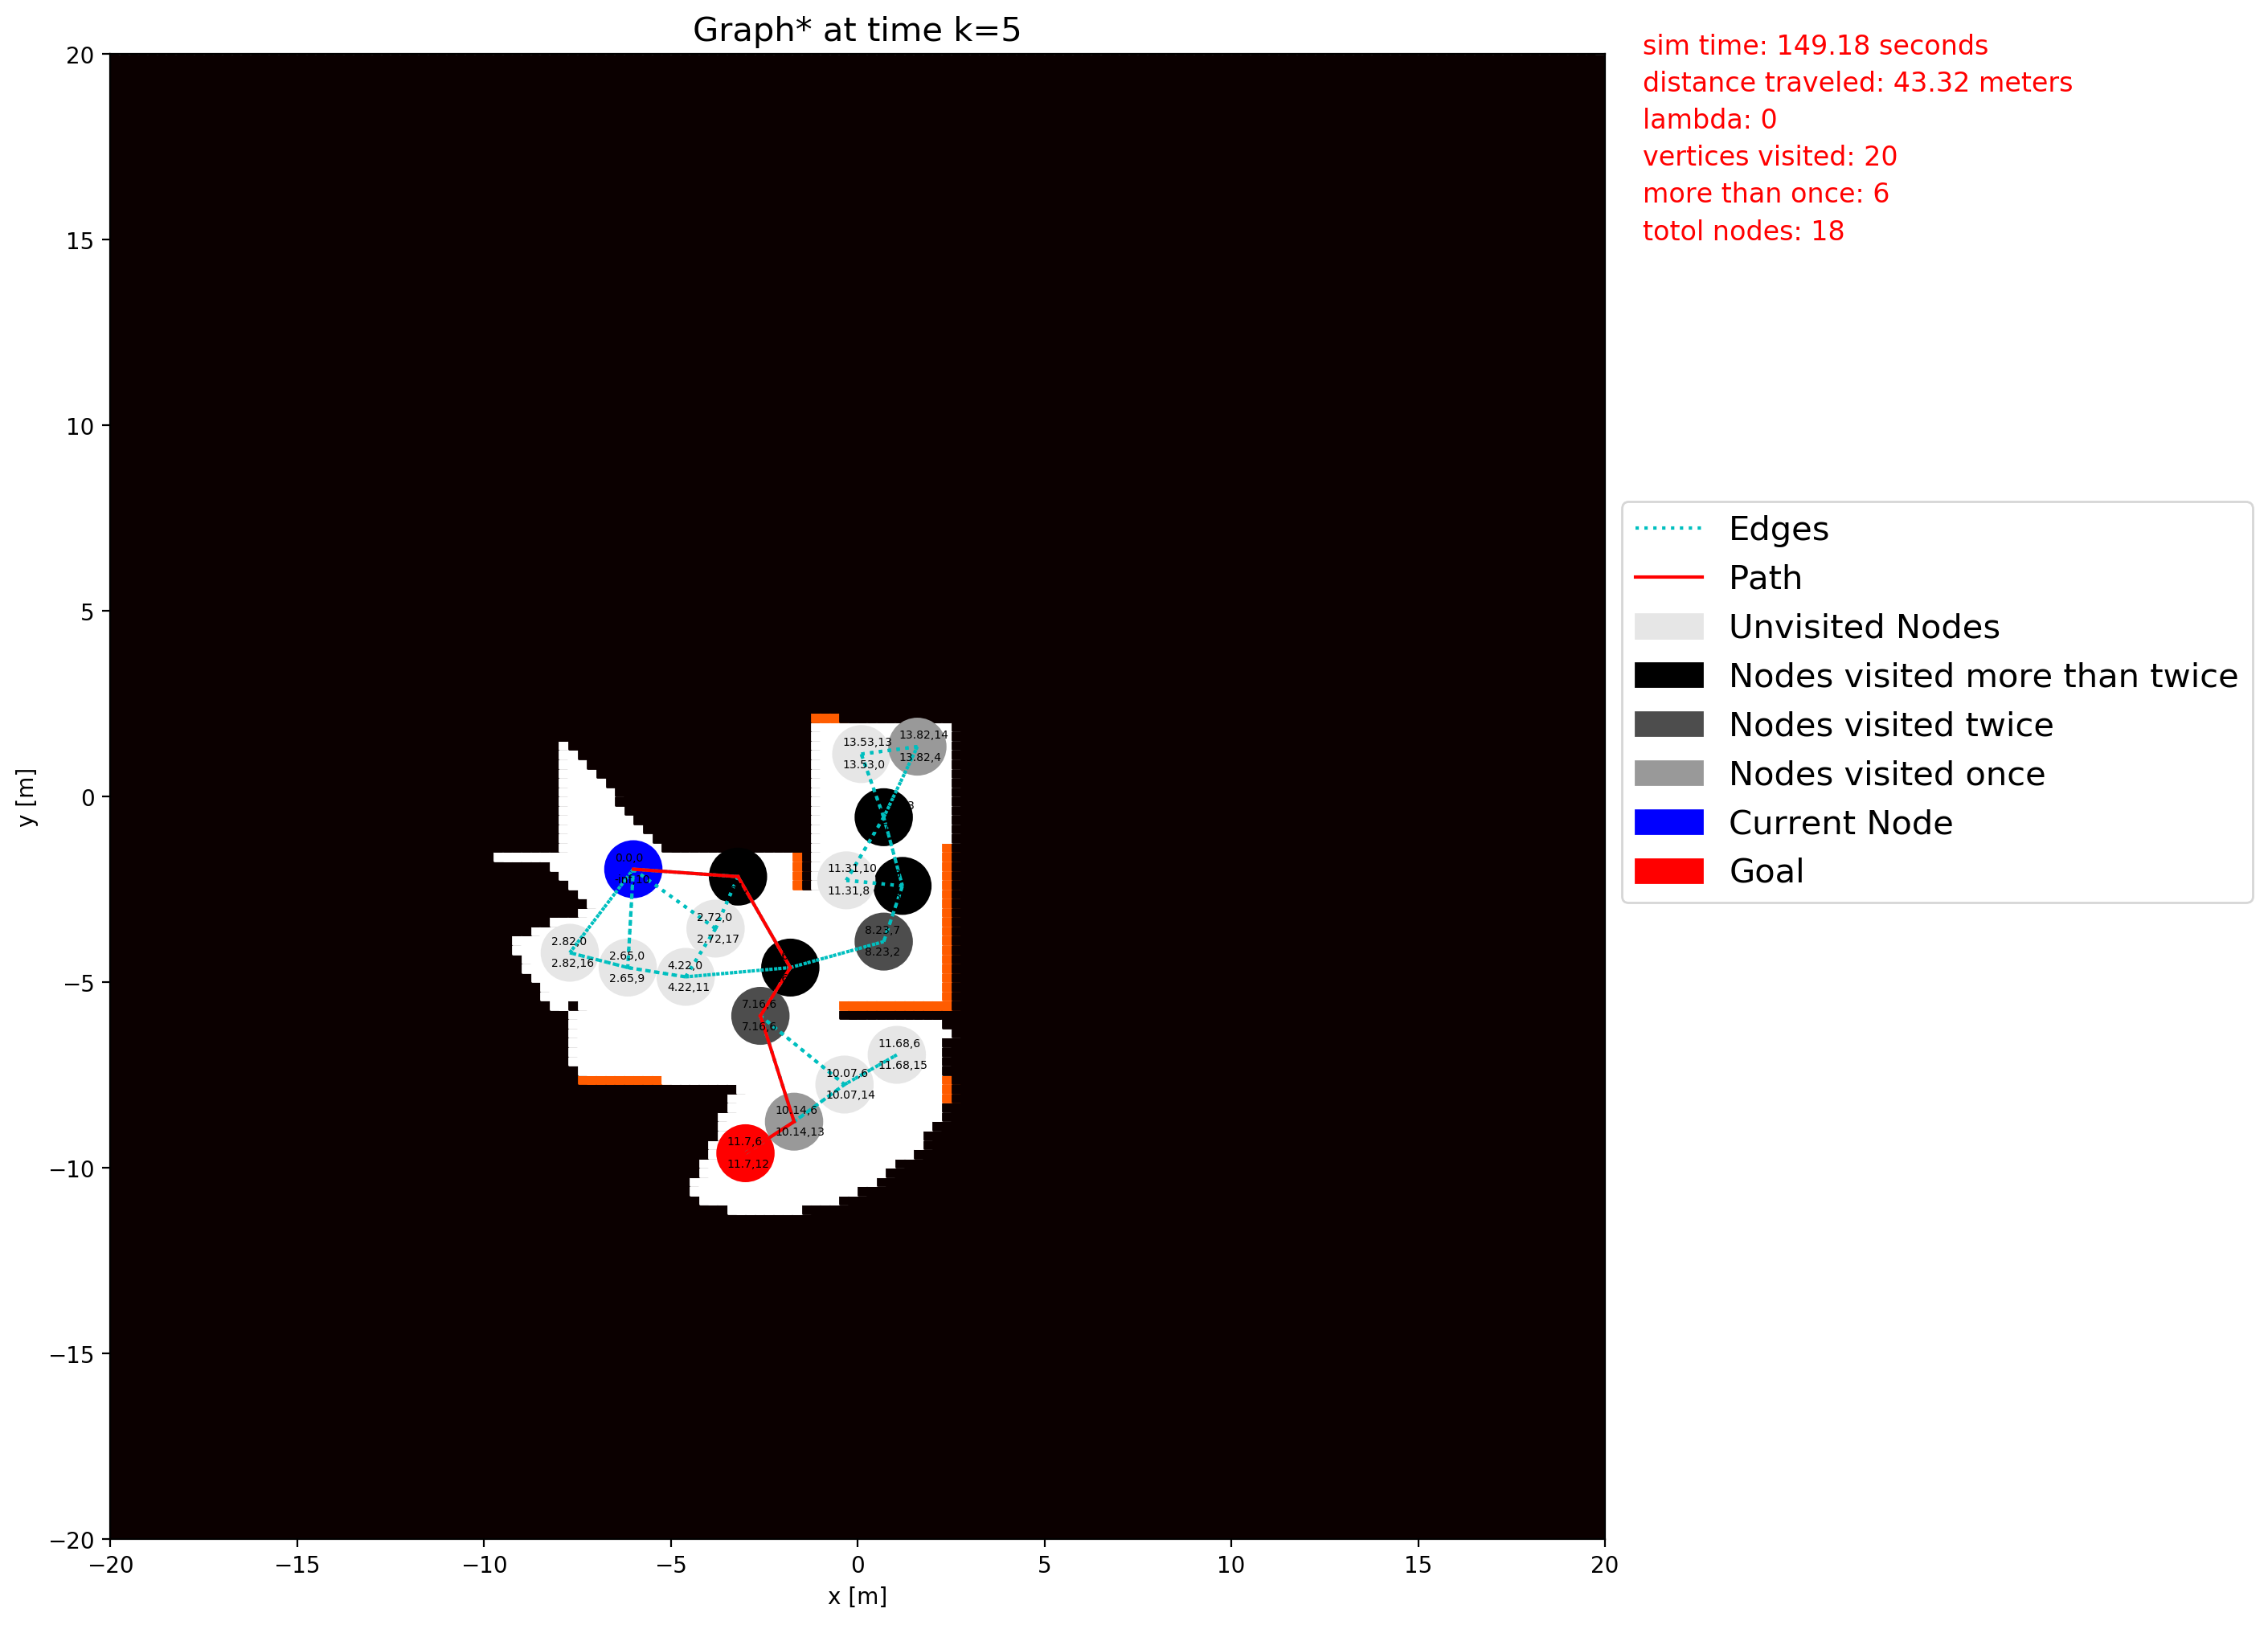 Graph* at time k=5
sim time: 149.18 seconds
distance traveled: 43.32 meters
lambda: 0
vertices visited: 20
more than once: 6
totol nodes: 18
20
15
10
5
0
−5
−10
−15
−20
y [m]
−20
−15
−10
−5
0
5
10
15
20
x [m]
Edges
Path
Unvisited Nodes
Nodes visited more than twice
Nodes visited twice
Nodes visited once
Current Node
Goal
13.53,13
13.53,0
13.82,14
13.82,4
0.0,0
11.31,10
11.31,8
2.72,0
2.72,17
8.23,7
8.23,2
2.82,0
2.82,16
2.65,0
2.65,9
4.22,0
4.22,11
7.16,6
7.16,6
11.68,6
11.68,15
10.07,6
10.07,14
10.14,6
10.14,13
11.7,6
11.7,12